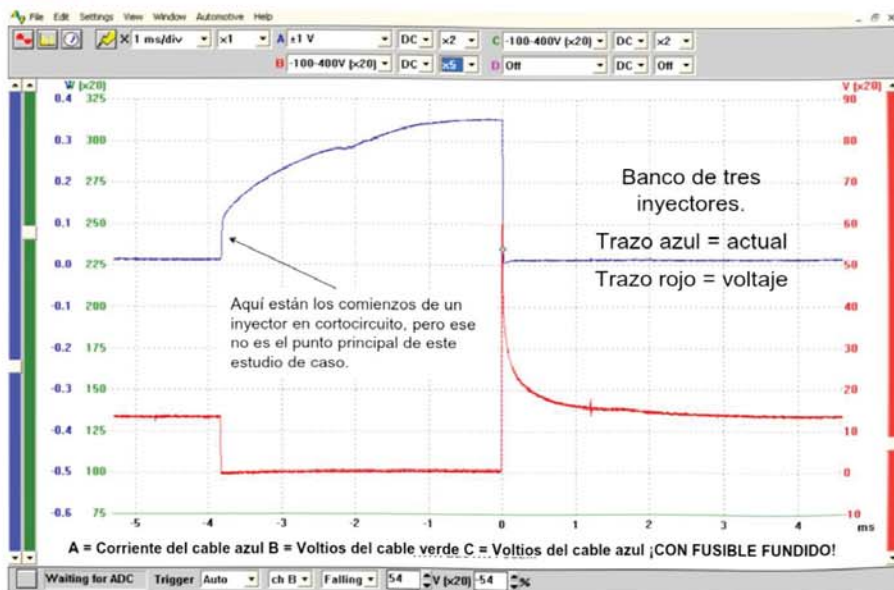 File Edit Settings View Window Automotive Help
X 1 ms/div x1 A ±1 V DC x2 C -100-400V (x20) DC x2
B -100-400V (x20) DC x5 D Off DC Off
(x20) V (x20)
0.4 325 90
0.3 300 80
0.2 275 70
0.1 250 60
0.0 225 50
-0.1 200 40
-0.2 175 30
-0.3 150 20
-0.4 125 10
-0.5 100 0
-0.6 75 -10
Banco de tres
inyectores.
Trazo azul = actual
Trazo rojo = voltaje
Aquí están los comienzos de un
inyector en cortocircuito, pero ese
no es el punto principal de este
estudio de caso.
-5 -4 -3 -2 -1 0 1 2 3 4 ms
A = Corriente del cable azul B = Voltios del cable verde C = Voltios del cable azul ¡CON FUSIBLE FUNDIDO!
Waiting for ADC Trigger Auto ch B Falling 54 V (x20) -54 %